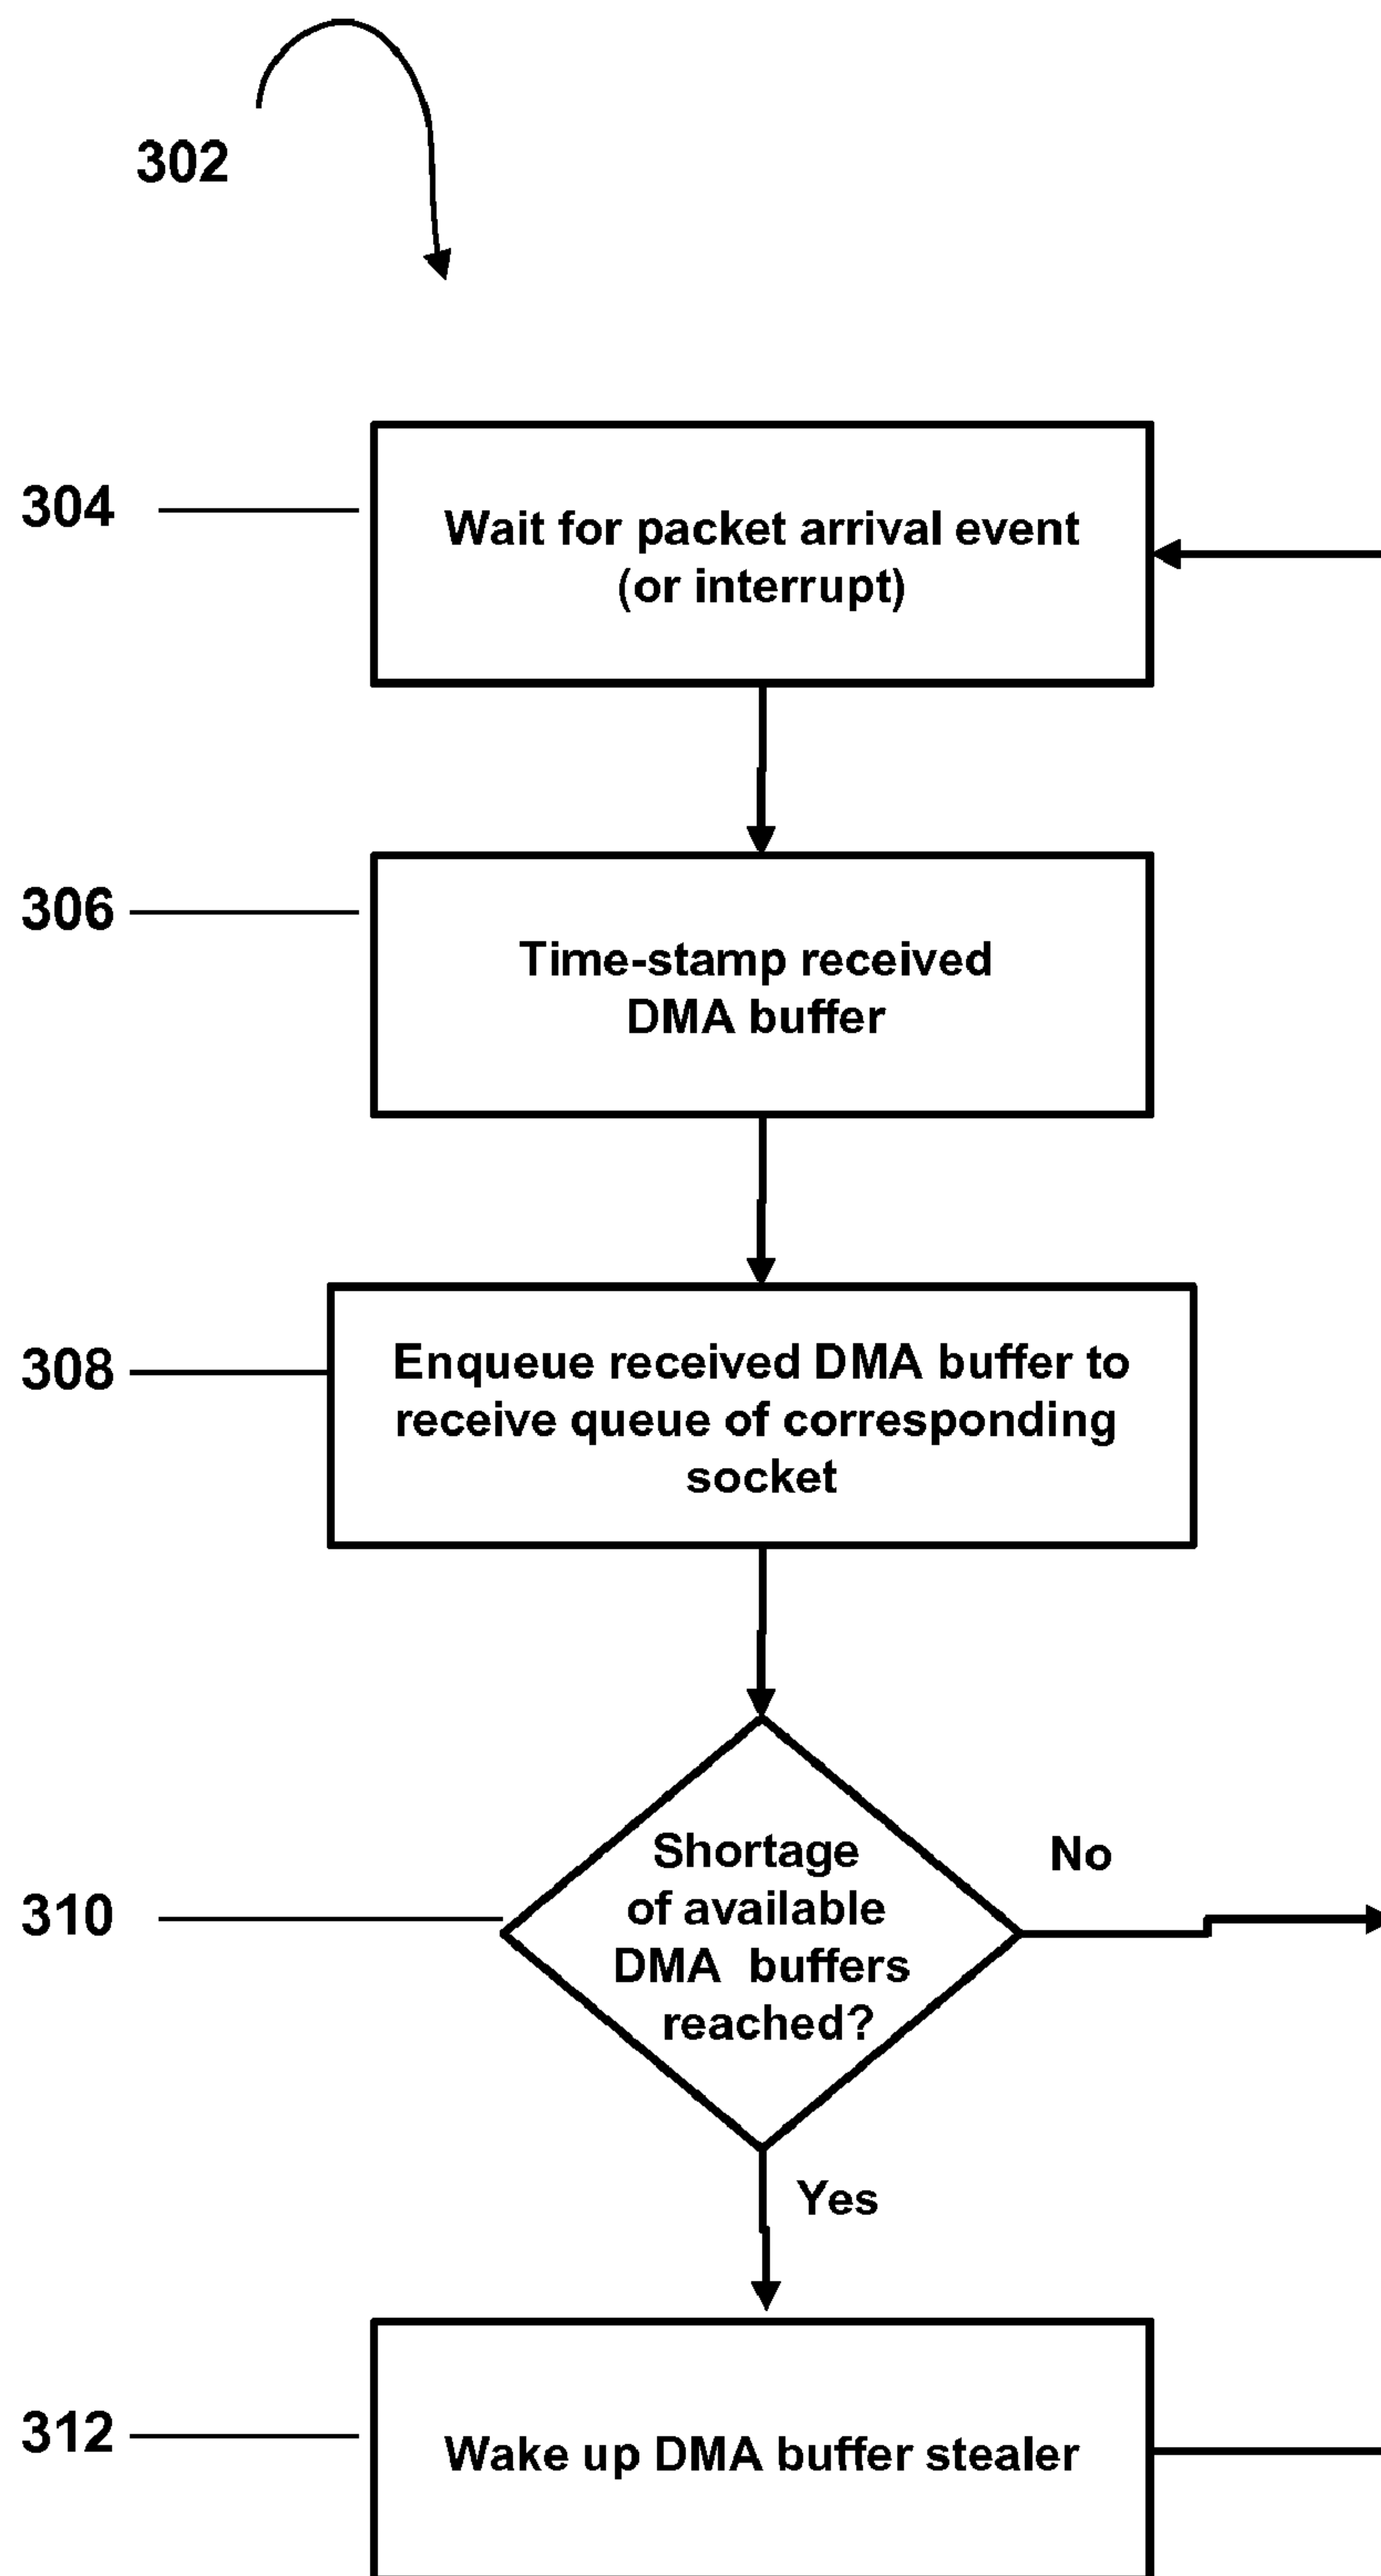 302
304
Wait for packet arrival event
(or interrupt)
306
Time-stamp received
DMA buffer
308
Enqueue received DMA buffer to
receive queue of corresponding
socket
310
Shortage
of available
DMA buffers
reached?
No
Yes
312
Wake up DMA buffer stealer